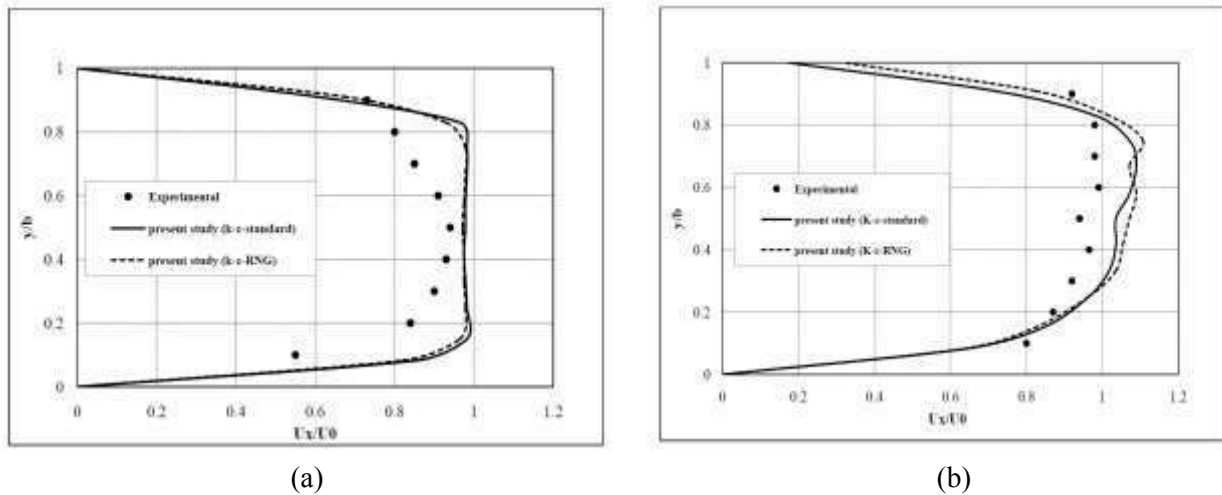 1
0.8
0.6
0.4
0.2
0
y/b
Experimental
present study (k-ε-standard)
present study (k-ε-RNG)
0 0.2 0.4 0.6 0.8 1 1.2
Ux/U0
(a)
1
0.8
0.6
0.4
0.2
0
y/b
Experimental
present study (K-ε-standard)
present study (K-ε-RNG)
0 0.2 0.4 0.6 0.8 1 1.2
Ux/U0
(b)